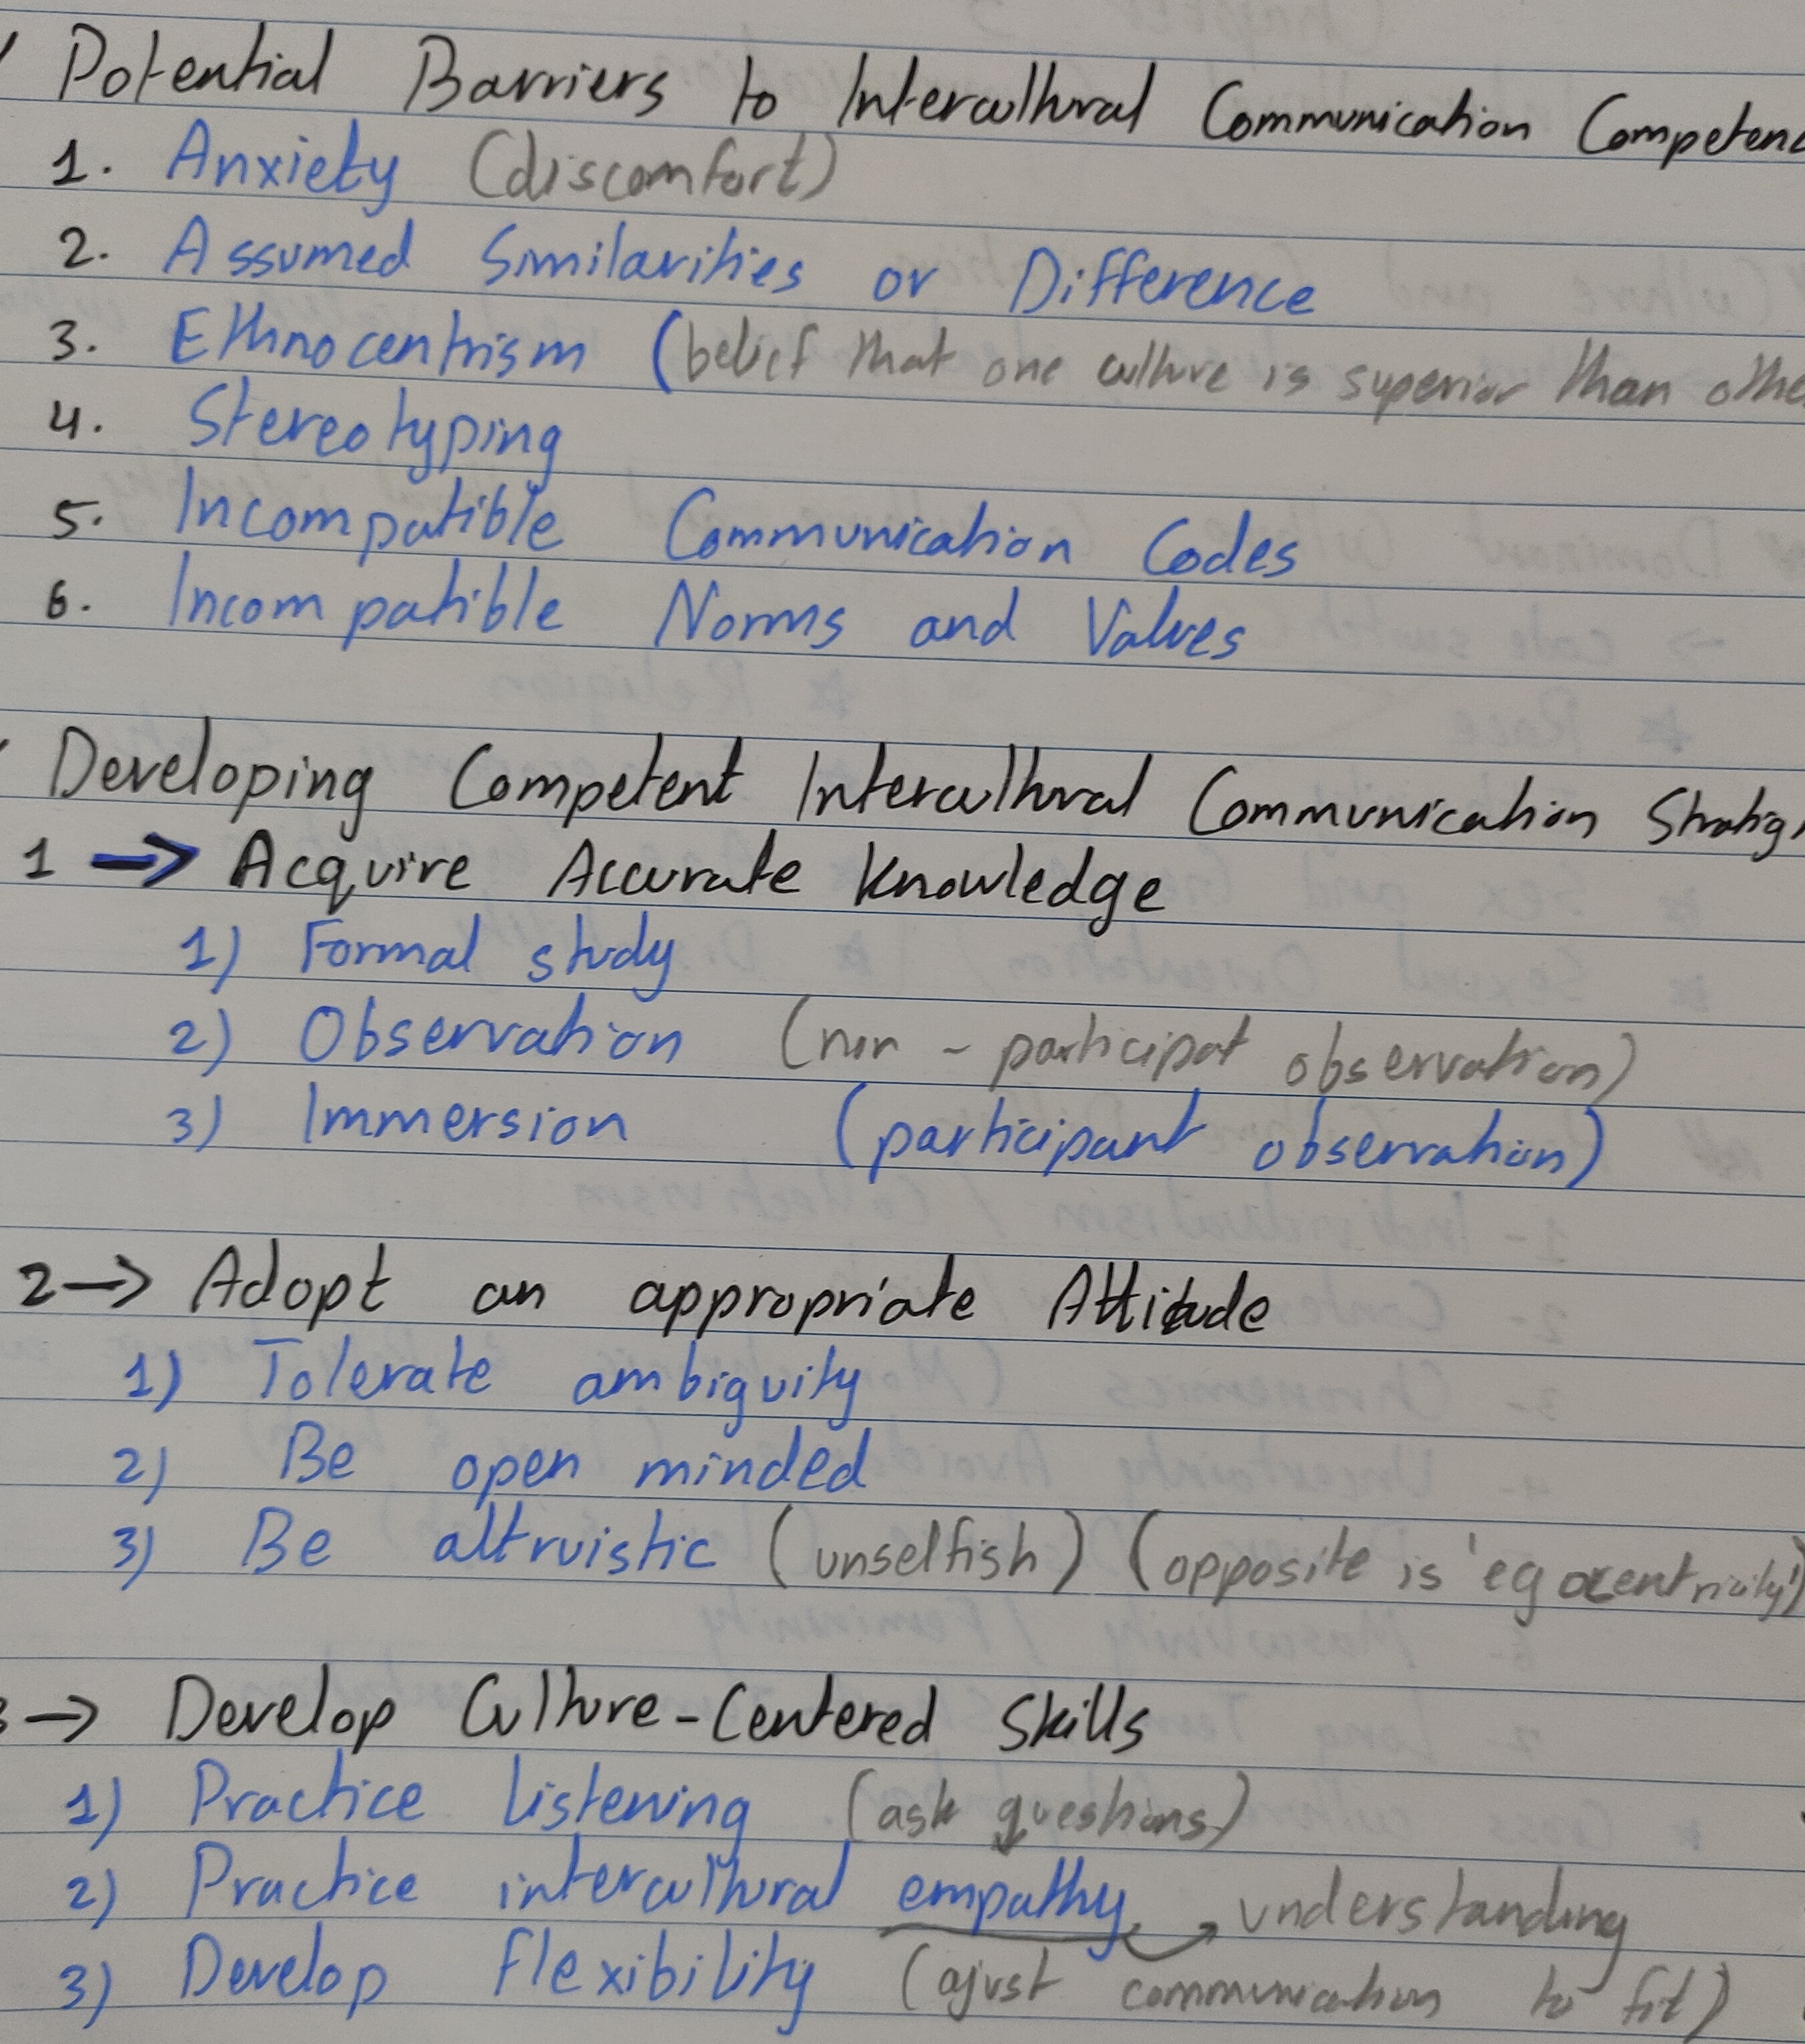 Potential Barriers to Intercultural Communication Competenc
1. Anxiety (discomfort)
2. Assumed Similarities or Difference
3. Ethnocentrism (belief that one culture is superior than othe
4. Stereotyping
5. Incompatible Communication Codes
6. Incompatible Norms and Values
Developing Competent Intercultural Communication Strateg
1 → Acquire Accurate Knowledge
1) Formal study
2) Observation (non - participat observation)
3) Immersion (participant observation)
2 → Adopt an appropriate Attitude
1) Tolerate ambiguity
2) Be open minded
3) Be altruistic (unselfish) (opposite is 'egocentricity')
3 → Develop Culture-Centered Skills
1) Practice listening (ask questions)
2) Practice intercultural empathy → understanding
3) Develop flexibility (ajust communication to fit)